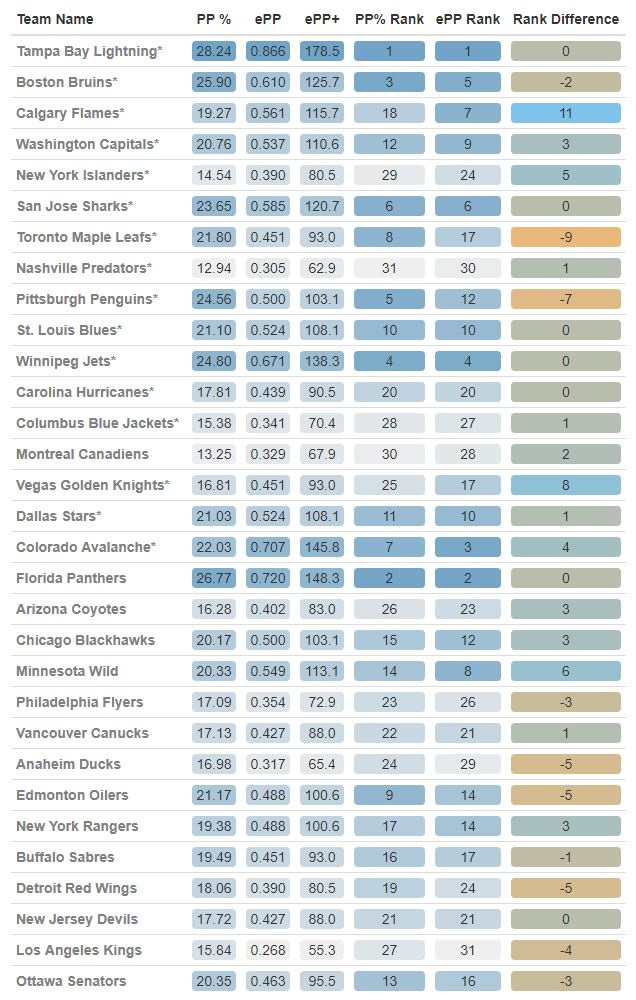 Team Name PP % ePP ePP+ PP% Rank ePP Rank Rank Difference
Tampa Bay Lightning* 28.24 0.866 178.5 1 1 0
Boston Bruins* 25.90 0.610 125.7 3 5 -2
Calgary Flames* 19.27 0.561 115.7 18 7 11
Washington Capitals* 20.76 0.537 110.6 12 9 3
New York Islanders* 14.54 0.390 80.5 29 24 5
San Jose Sharks* 23.65 0.585 120.7 6 6 0
Toronto Maple Leafs* 21.80 0.451 93.0 8 17 -9
Nashville Predators* 12.94 0.305 62.9 31 30 1
Pittsburgh Penguins* 24.56 0.500 103.1 5 12 -7
St. Louis Blues* 21.10 0.524 108.1 10 10 0
Winnipeg Jets* 24.80 0.671 138.3 4 4 0
Carolina Hurricanes* 17.81 0.439 90.5 20 20 0
Columbus Blue Jackets* 15.38 0.341 70.4 28 27 1
Montreal Canadiens 13.25 0.329 67.9 30 28 2
Vegas Golden Knights* 16.81 0.451 93.0 25 17 8
Dallas Stars* 21.03 0.524 108.1 11 10 1
Colorado Avalanche* 22.03 0.707 145.8 7 3 4
Florida Panthers 26.77 0.720 148.3 2 2 0
Arizona Coyotes 16.28 0.402 83.0 26 23 3
Chicago Blackhawks 20.17 0.500 103.1 15 12 3
Minnesota Wild 20.33 0.549 113.1 14 8 6
Philadelphia Flyers 17.09 0.354 72.9 23 26 -3
Vancouver Canucks 17.13 0.427 88.0 22 21 1
Anaheim Ducks 16.98 0.317 65.4 24 29 -5
Edmonton Oilers 21.17 0.488 100.6 9 14 -5
New York Rangers 19.38 0.488 100.6 17 14 3
Buffalo Sabres 19.49 0.451 93.0 16 17 -1
Detroit Red Wings 18.06 0.390 80.5 19 24 -5
New Jersey Devils 17.72 0.427 88.0 21 21 0
Los Angeles Kings 15.84 0.268 55.3 27 31 -4
Ottawa Senators 20.35 0.463 95.5 13 16 -3